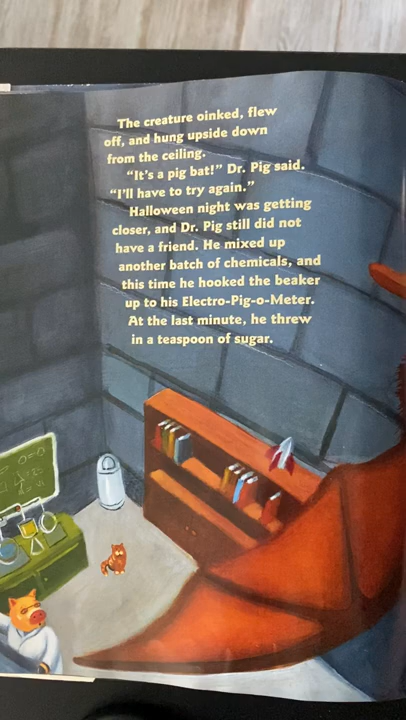 The creature oinked, flew
off, and hung upside down
from the ceiling.
"It's a pig bat!" Dr. Pig said.
"I'll have to try again."
Halloween night was getting
closer, and Dr. Pig still did not
have a friend. He mixed up
another batch of chemicals, and
this time he hooked the beaker
up to his Electro-Pig-o-Meter.
At the last minute, he threw
in a teaspoon of sugar.